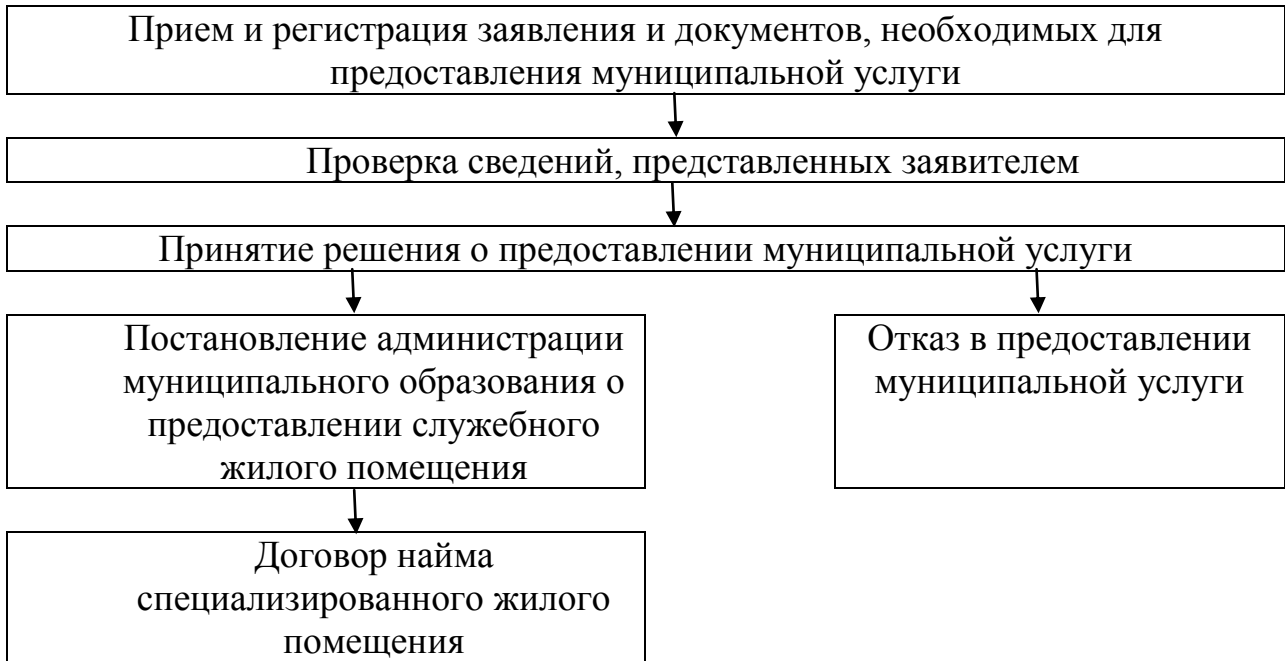 Прием и регистрация заявления и документов, необходимых для
предоставления муниципальной услуги
Проверка сведений, представленных заявителем
Принятие решения о предоставлении муниципальной услуги
Постановление администрации
муниципального образования о
предоставлении служебного
жилого помещения
Отказ в предоставлении
муниципальной услуги
Договор найма
специализированного жилого
помещения